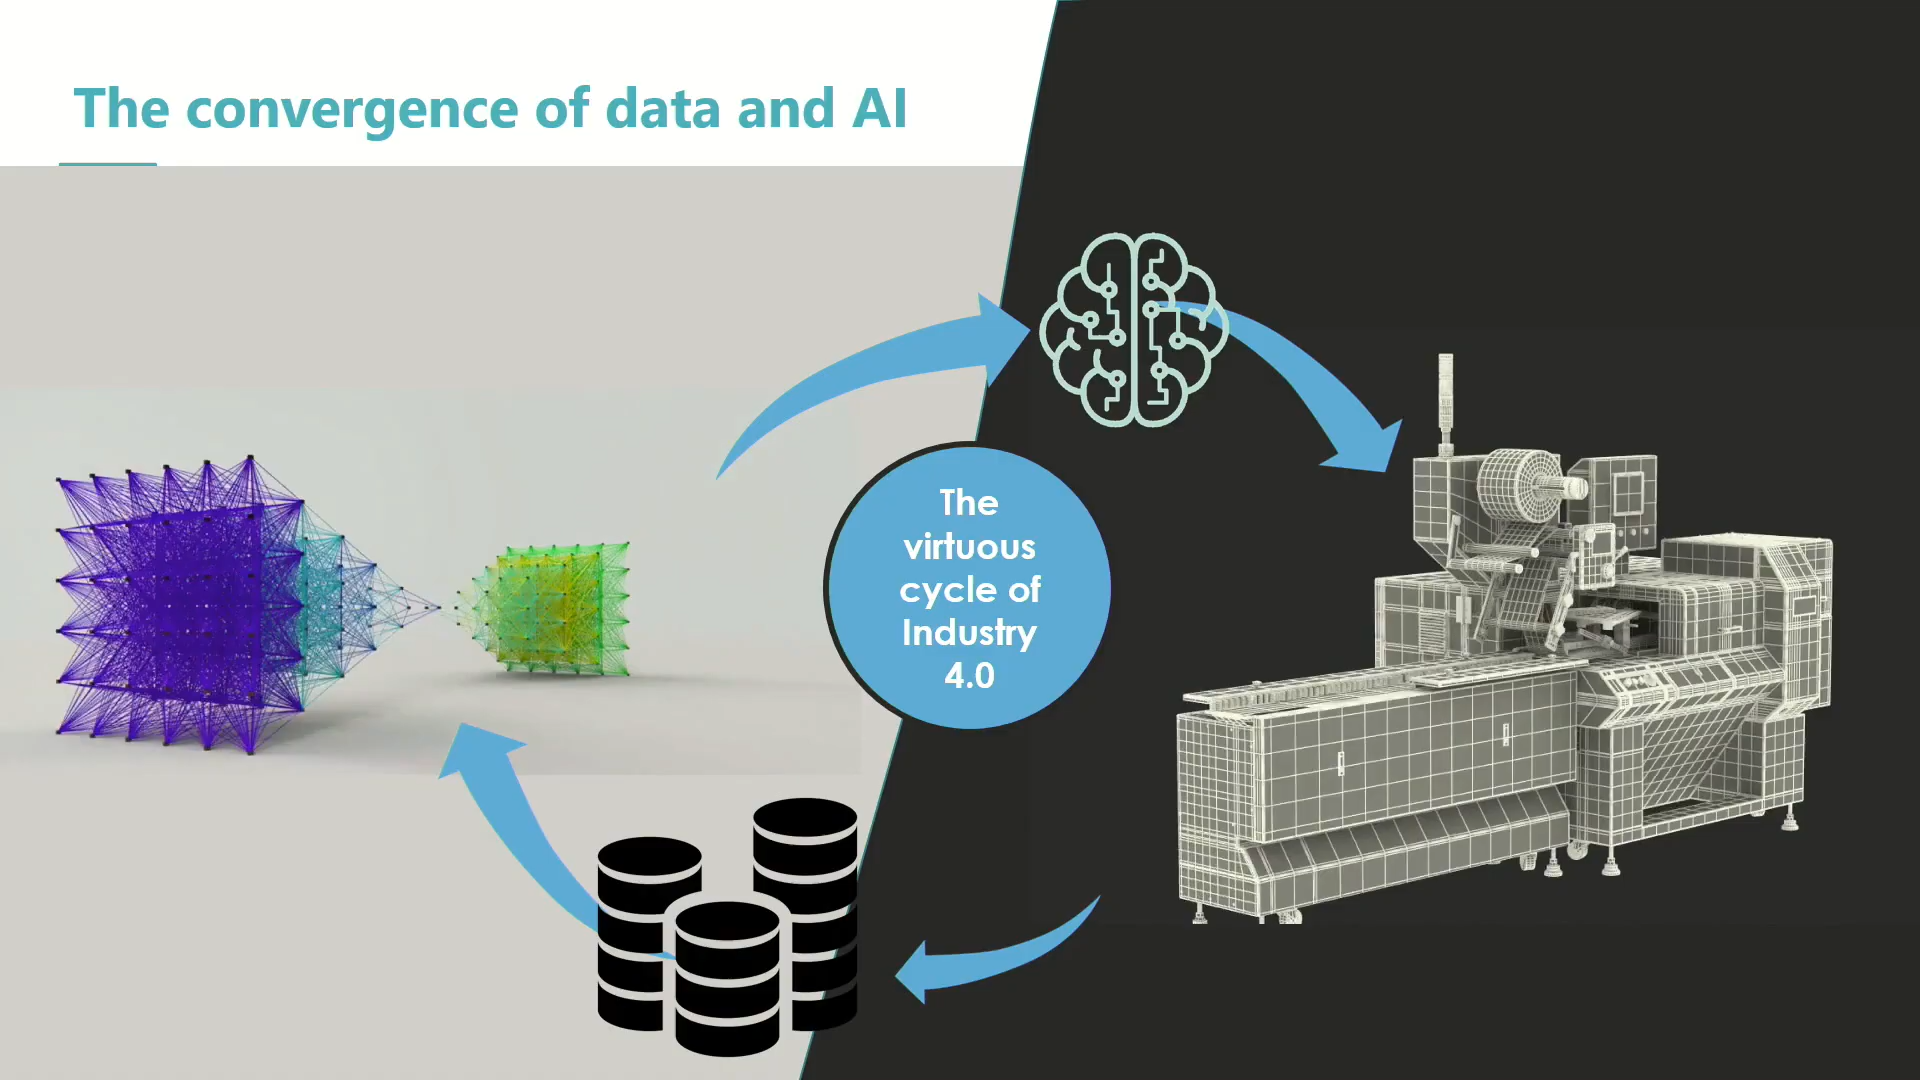 The convergence of data and AI
The
virtuous
cycle of
Industry
4.0